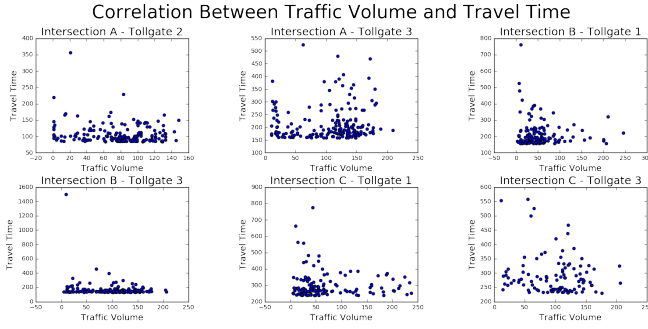 Correlation Between Traffic Volume and Travel Time
Intersection A - Tollgate 2
Intersection A - Tollgate 3
Intersection B - Tollgate 1
400
350
300
250
200
150
100
50
Travel Time
−20 0 20 40 60 80 100 120 140 160
Traffic Volume
550
500
450
400
350
300
250
200
150
100
Travel Time
0 50 100 150 200 250
Traffic Volume
800
700
600
500
400
300
200
100
Travel Time
−50 0 50 100 150 200 250 300
Traffic Volume
Intersection B - Tollgate 3
Intersection C - Tollgate 1
Intersection C - Tollgate 3
1600
1400
1200
1000
800
600
400
200
0
Travel Time
−50 0 50 100 150 200 250
Traffic Volume
900
800
700
600
500
400
300
200
Travel Time
−50 0 50 100 150 200 250
Traffic Volume
600
550
500
450
400
350
300
250
200
Travel Time
0 50 100 150 200 250
Traffic Volume